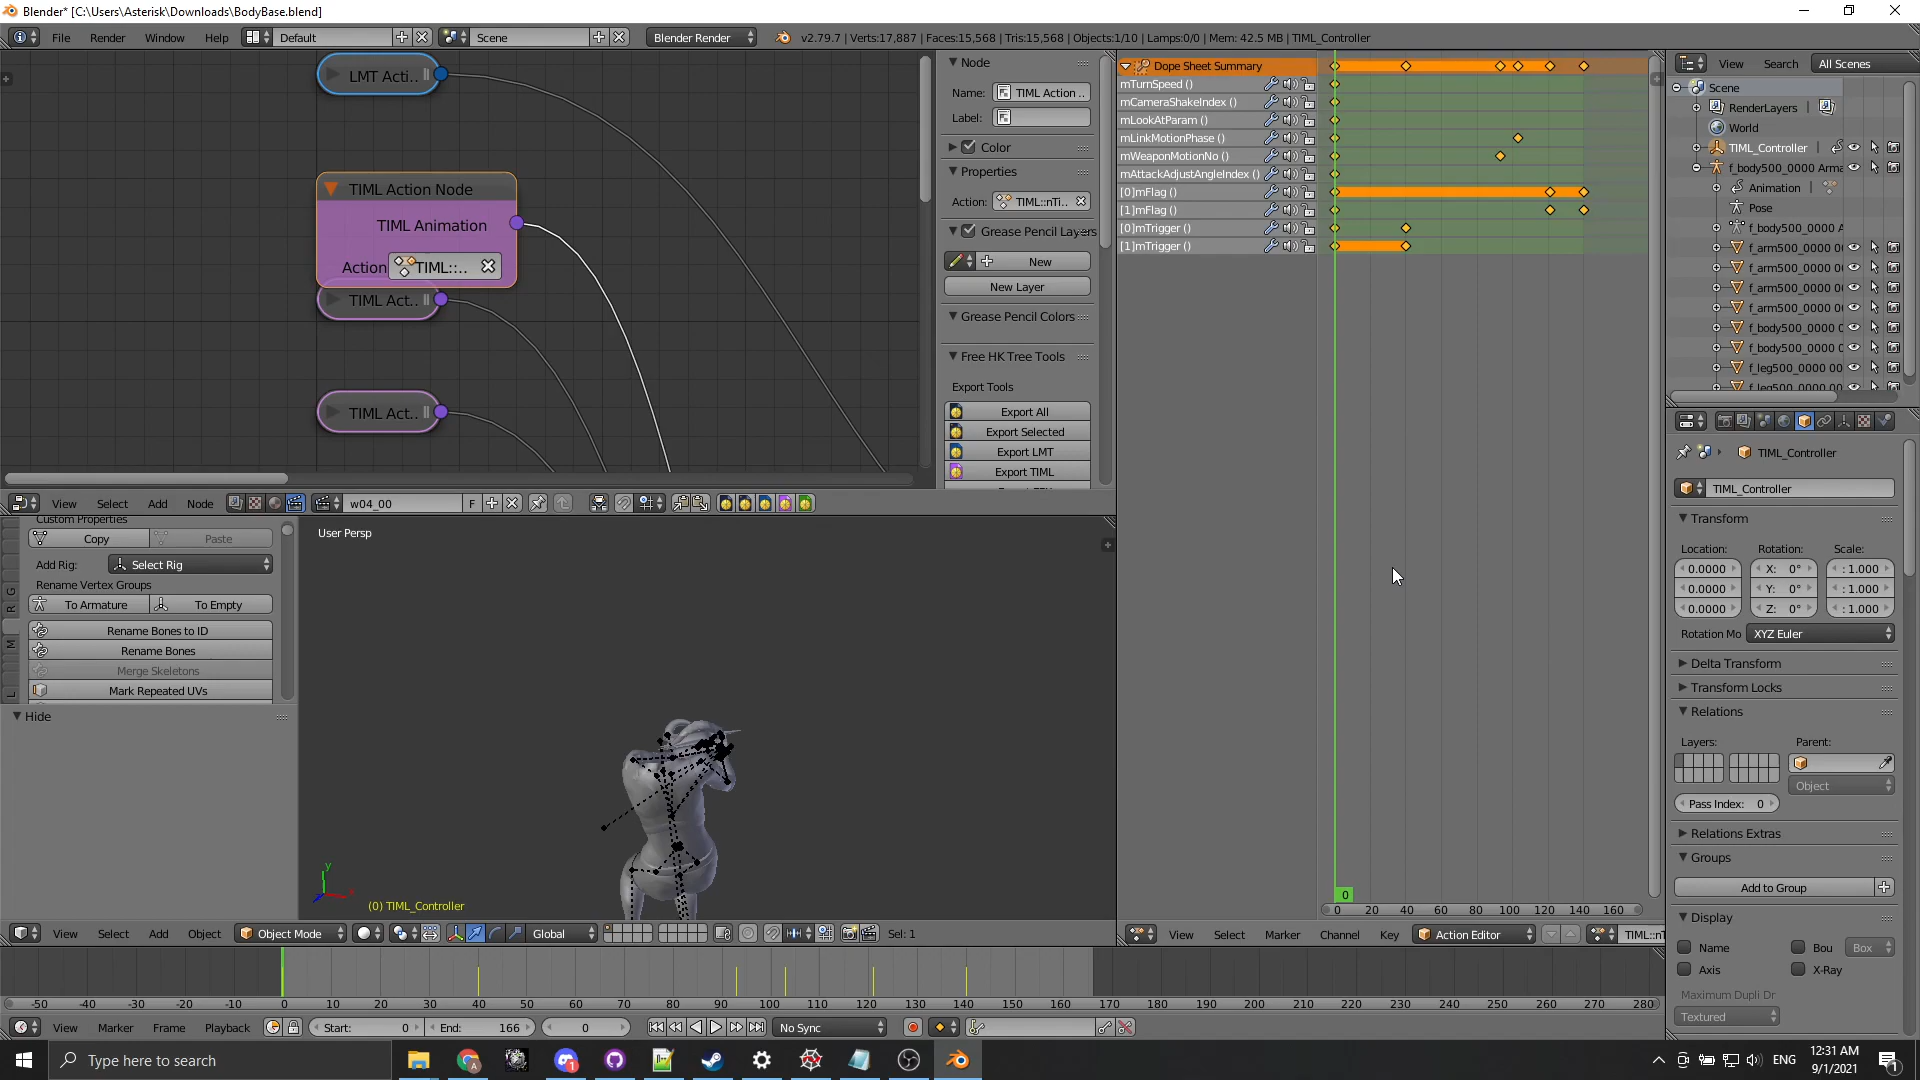 Blender* [C:\Users\Asterisk\Downloads\BodyBase.blend]
File Render Window Help Default Scene Blender Render v2.79.7 | Verts:17,887 | Faces:15,568 | Tris:15,568 | Objects:1/10 | Lamps:0/0 | Mem: 42.5 MB | TIML_Controller
LMT Acti..
TIML Action Node
TIML Animation
Action TIML::..
TIML Act..
TIML Act..
Node
Name: TIML Action ..
Label:
Color
Properties
Action: TIML::nTi..
Grease Pencil Layers
New
New Layer
Grease Pencil Colors
Free HK Tree Tools
Export Tools
Export All
Export Selected
Export LMT
Export TIML
View Select Add Node w04_00 F
Dope Sheet Summary
mTurnSpeed ()
mCameraShakeIndex ()
mLookAtParam ()
mLinkMotionPhase ()
mWeaponMotionNo ()
mAttackAdjustAngleIndex ()
[0]mFlag ()
[1]mFlag ()
[0]mTrigger ()
[1]mTrigger ()
0
0 20 40 60 80 100 120 140 160
View Select Marker Channel Key Action Editor TIML::nT
Custom Properties
Copy Paste
Add Rig: Select Rig
Rename Vertex Groups
To Armature To Empty
Rename Bones to ID
Rename Bones
Merge Skeletons
Mark Repeated UVs
Hide
G
R
M
L
User Persp
y
x
(0) TIML_Controller
View Select Add Object Object Mode Global Sel: 1
View Search All Scenes
Scene
RenderLayers
World
TIML_Controller
f_body500_0000 Arma
Animation
Pose
f_body500_0000 A
f_arm500_0000 0
f_arm500_0000 0
f_arm500_0000 0
f_arm500_0000 0
f_body500_0000 0
f_body500_0000 0
f_leg500_0000 00
f_leg500_0000 00
TIML_Controller
TIML_Controller
Transform
Location: Rotation: Scale:
0.0000 X: 0° : 1.000
0.0000 Y: 0° : 1.000
0.0000 Z: 0° : 1.000
Rotation Mo XYZ Euler
Delta Transform
Transform Locks
Relations
Layers: Parent:
Object
Pass Index: 0
Relations Extras
Groups
Add to Group
Display
Name Bou Box
Axis X-Ray
Maximum Dupli Dr
Textured
-50 -40 -30 -20 -10 0 10 20 30 40 50 60 70 80 90 100 110 120 130 140 150 160 170 180 190 200 210 220 230 240 250 260 270 280
View Marker Frame Playback Start: 0 End: 166 0 No Sync
Type here to search
1
ENG
12:31 AM
9/1/2021
1